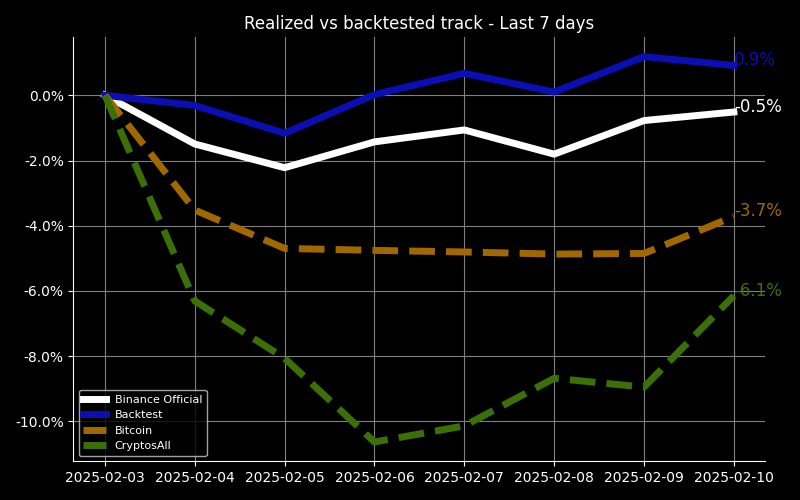 Realized vs backtested track - Last 7 days
0.9%
0.0%
-0.5%
-2.0%
-3.7%
-4.0%
-6.0%
-6.1%
-8.0%
-10.0%
Binance Official
Backtest
Bitcoin
CryptosAll
2025-02-03 2025-02-04 2025-02-05 2025-02-06 2025-02-07 2025-02-08 2025-02-09 2025-02-10